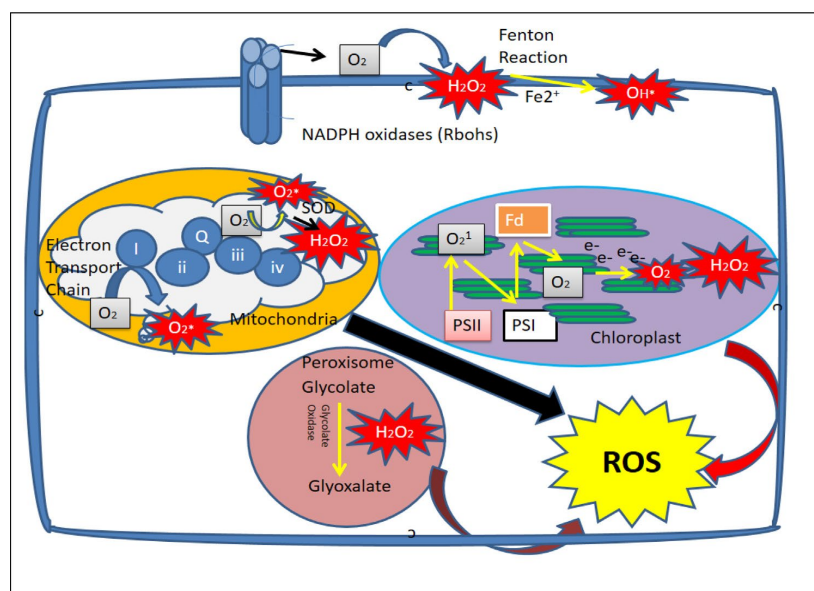 Fenton
Reaction
O₂
H₂O₂
Fe2⁺
OH*
c
NADPH oxidases (Rbohs)
O₂*
SOD
O₂
H₂O₂
Q
I
ii
iii
iv
Electron
Transport
Chain
O₂
O₂*
Mitochondria
c
Fd
O₂¹
e-
e-
e-
e-
O₂
O₂
H₂O₂
PSII
PSI
Chloroplast
c
Peroxisome
Glycolate
Glycolate
Oxidase
H₂O₂
Glyoxalate
ROS
c